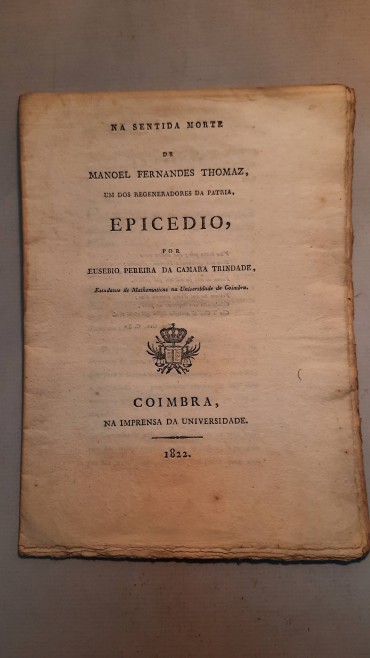 NA SENTIDA MORTE
DE
MANOEL FERNANDES THOMAZ,
UM DOS REGENERADORES DA PATRIA,
EPICEDIO,
POR
EUSEBIO PEREIRA DA CAMARA TRINDADE,
Estudante de Mathematica na Universidade de Coimbra.
COIMBRA,
NA IMPRENSA DA UNIVERSIDADE.
1822.